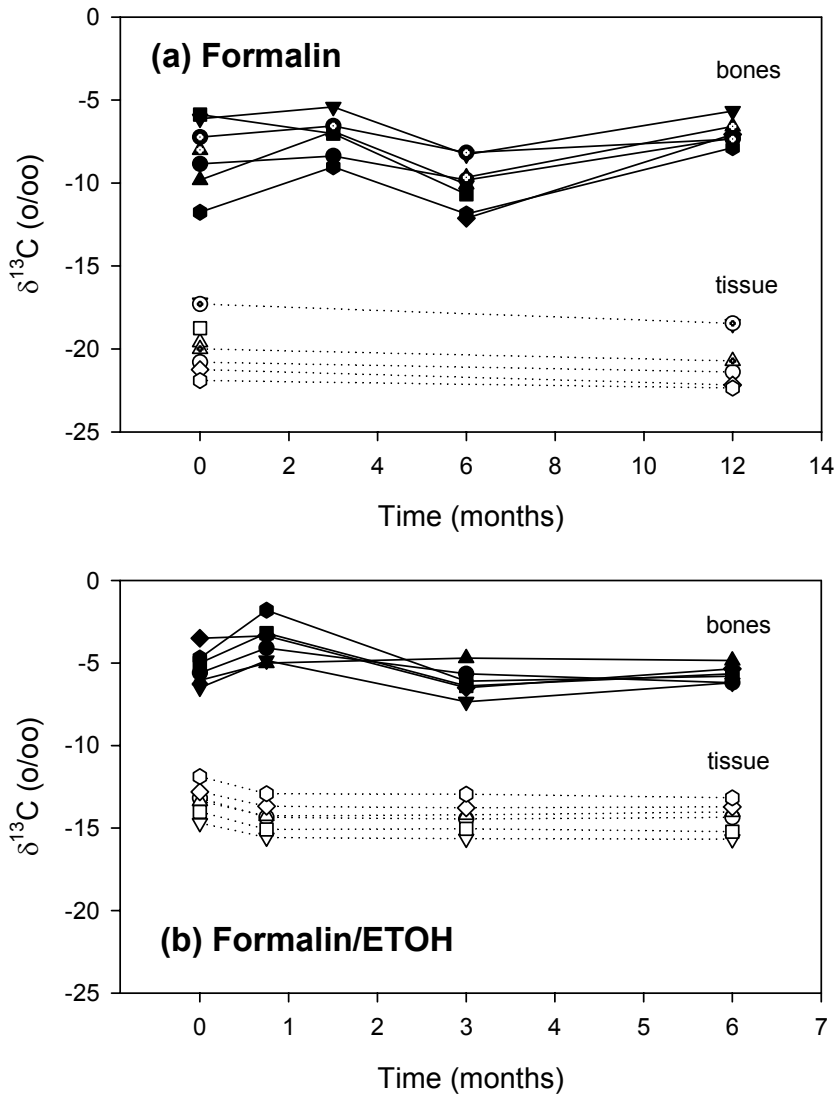 0
(a) Formalin
bones
-5
-10
δ¹³C (o/oo)
-15
tissue
-20
-25
0 2 4 6 8 10 12 14
Time (months)
0
bones
-5
-10
tissue
δ¹³C (o/oo)
-15
-20
(b) Formalin/ETOH
-25
0 1 2 3 4 5 6 7
Time (months)